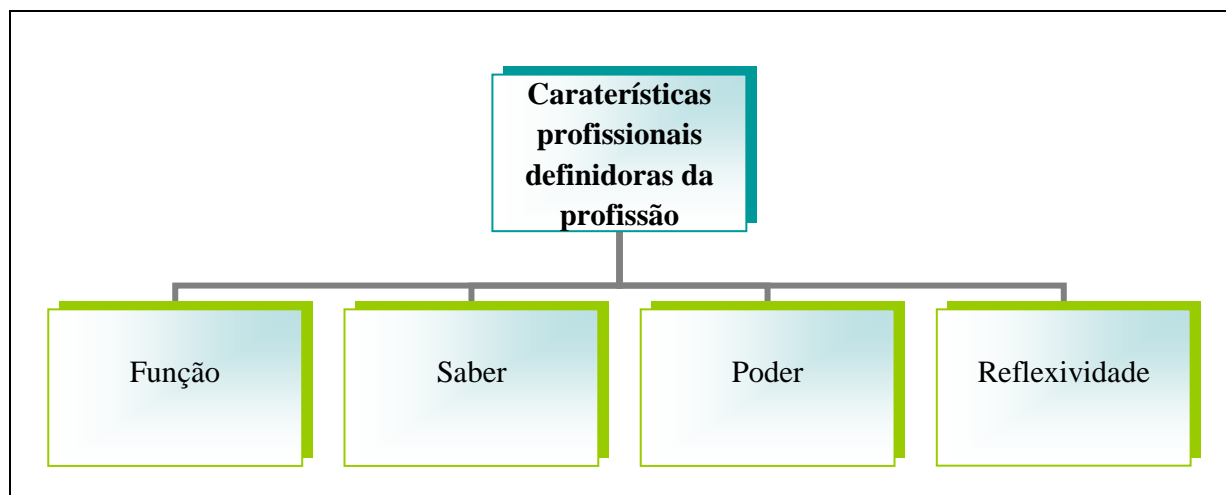 Caraterísticas
profissionais
definidoras da
profissão
Função
Saber
Poder
Reflexividade